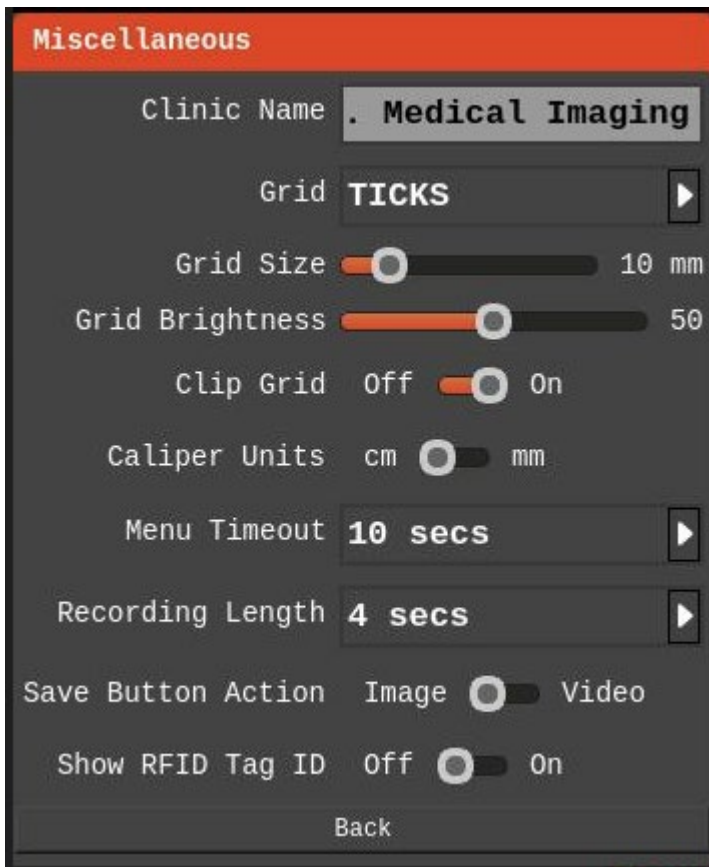 Miscellaneous
Clinic Name . Medical Imaging
Grid TICKS
Grid Size 10 mm
Grid Brightness 50
Clip Grid Off On
Caliper Units cm mm
Menu Timeout 10 secs
Recording Length 4 secs
Save Button Action Image Video
Show RFID Tag ID Off On
Back